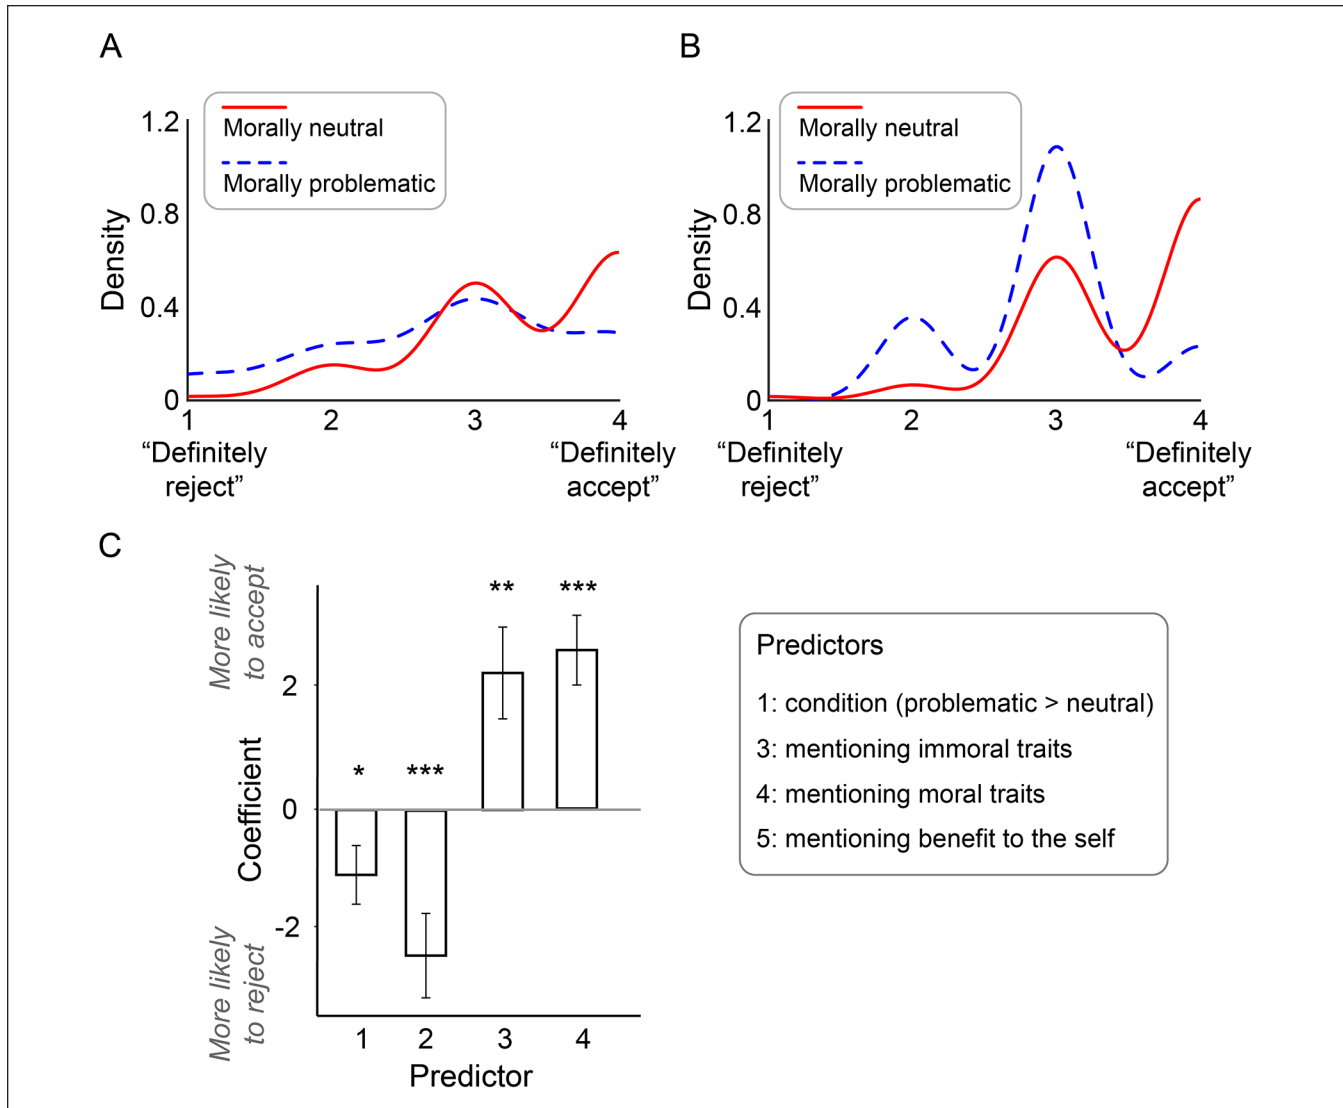 A
1.2
0.8
0.4
0
Density
Morally neutral
Morally problematic
1
2
3
4
“Definitely
reject”
“Definitely
accept”
B
1.2
0.8
0.4
0
Density
Morally neutral
Morally problematic
1
2
3
4
“Definitely
reject”
“Definitely
accept”
C
More likely
to accept
Coefficient
More likely
to reject
2
0
-2
*
***
**
***
1
2
3
4
Predictor
Predictors
1: condition (problematic > neutral)
3: mentioning immoral traits
4: mentioning moral traits
5: mentioning benefit to the self